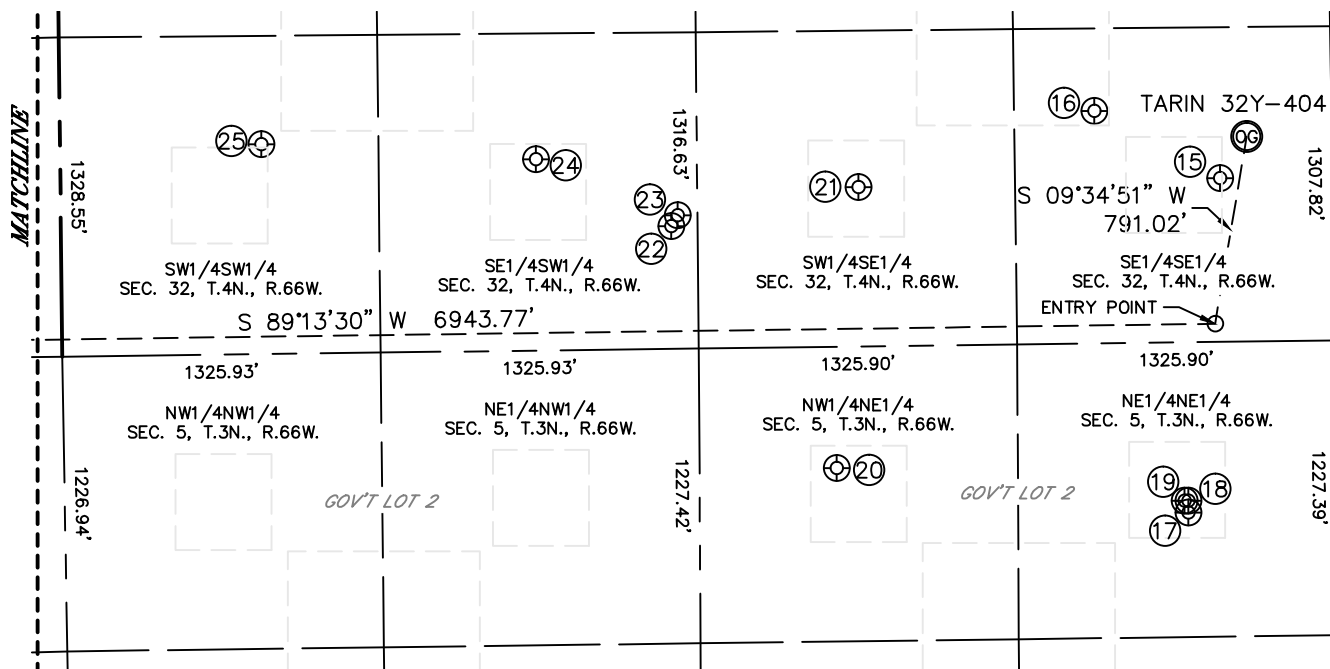 MATCHLINE
TARIN 32Y-404
OG
16
15
25
24
23
22
21
1328.55'
1316.63'
1307.82'
S 09°34'51" W
791.02'
SW1/4SW1/4
SEC. 32, T.4N., R.66W.
SE1/4SW1/4
SEC. 32, T.4N., R.66W.
SW1/4SE1/4
SEC. 32, T.4N., R.66W.
SE1/4SE1/4
SEC. 32, T.4N., R.66W.
ENTRY POINT
S 89°13'30" W 6943.77'
1325.93'
1325.93'
1325.90'
1325.90'
NW1/4NW1/4
SEC. 5, T.3N., R.66W.
NE1/4NW1/4
SEC. 5, T.3N., R.66W.
NW1/4NE1/4
SEC. 5, T.3N., R.66W.
NE1/4NE1/4
SEC. 5, T.3N., R.66W.
1226.94'
GOV'T LOT 2
1227.42'
20
GOV'T LOT 2
19
18
17
1227.39'